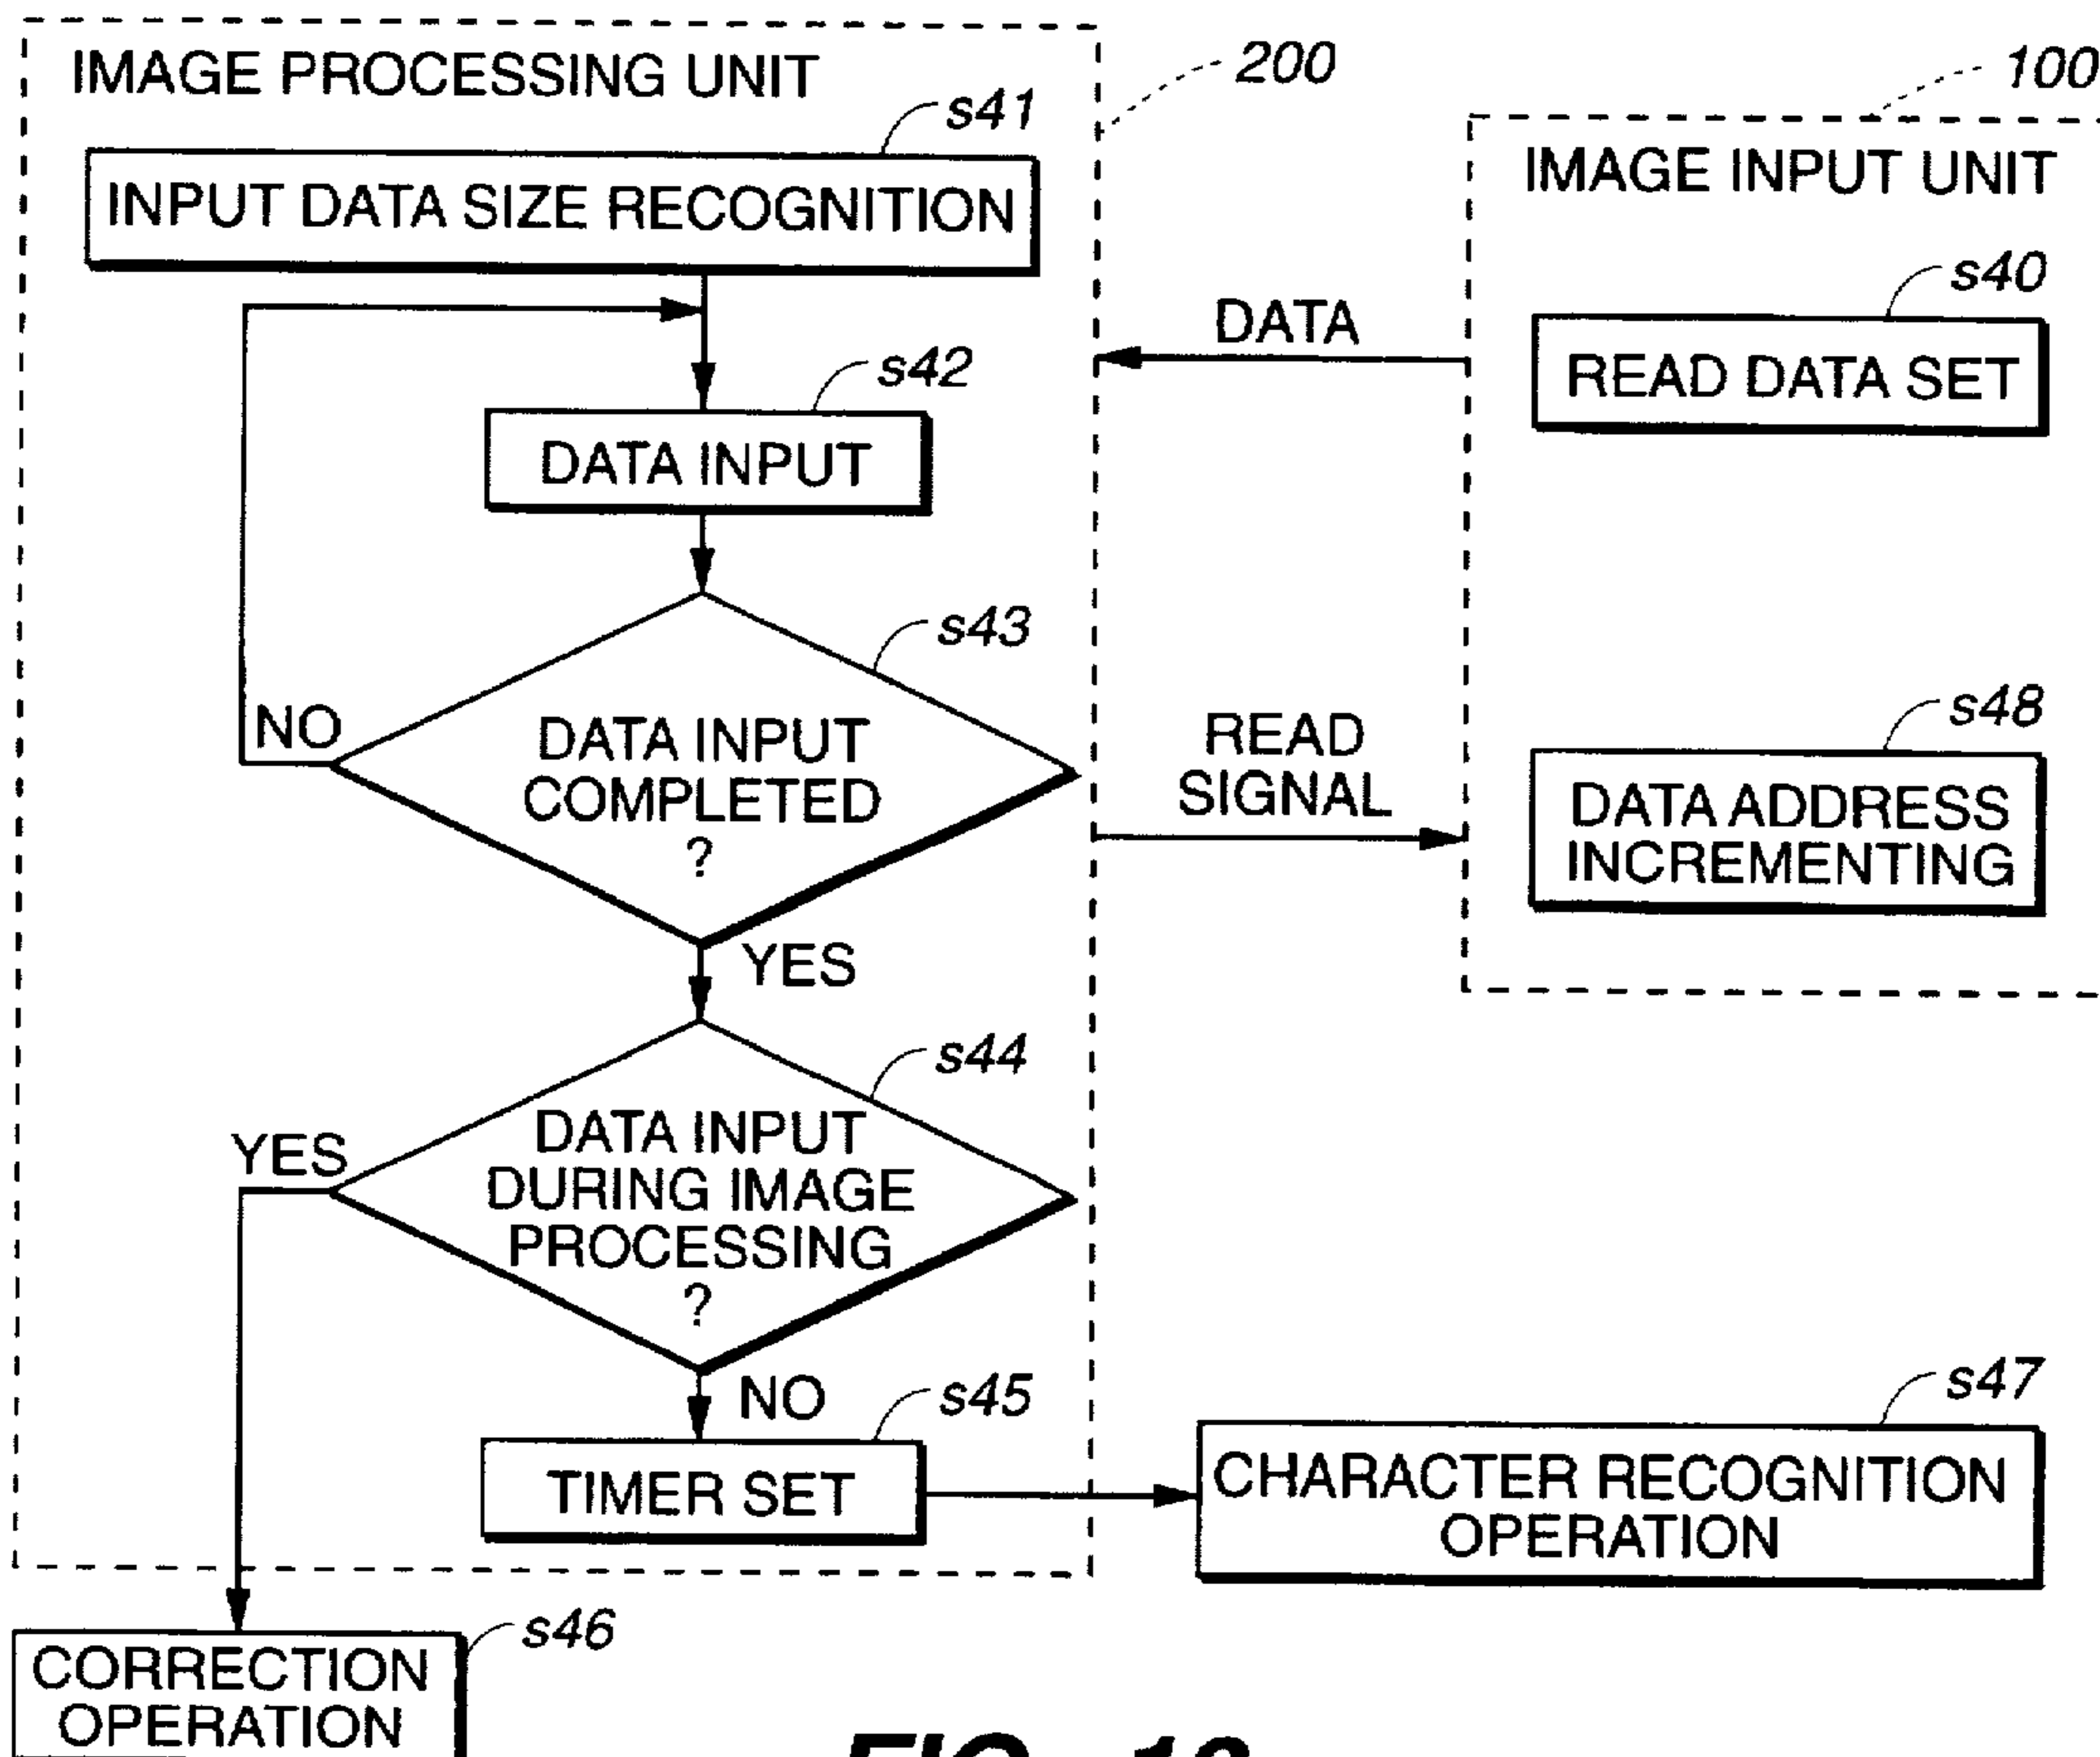 IMAGE PROCESSING UNIT
200
100
s41
INPUT DATA SIZE RECOGNITION
IMAGE INPUT UNIT
s40
DATA
READ DATA SET
s42
DATA INPUT
s43
NO
DATA INPUT
COMPLETED
?
READ
SIGNAL
s48
DATA ADDRESS
INCREMENTING
YES
s44
YES
DATA INPUT
DURING IMAGE
PROCESSING
?
NO
s45
TIMER SET
s47
CHARACTER RECOGNITION
OPERATION
s46
CORRECTION
OPERATION